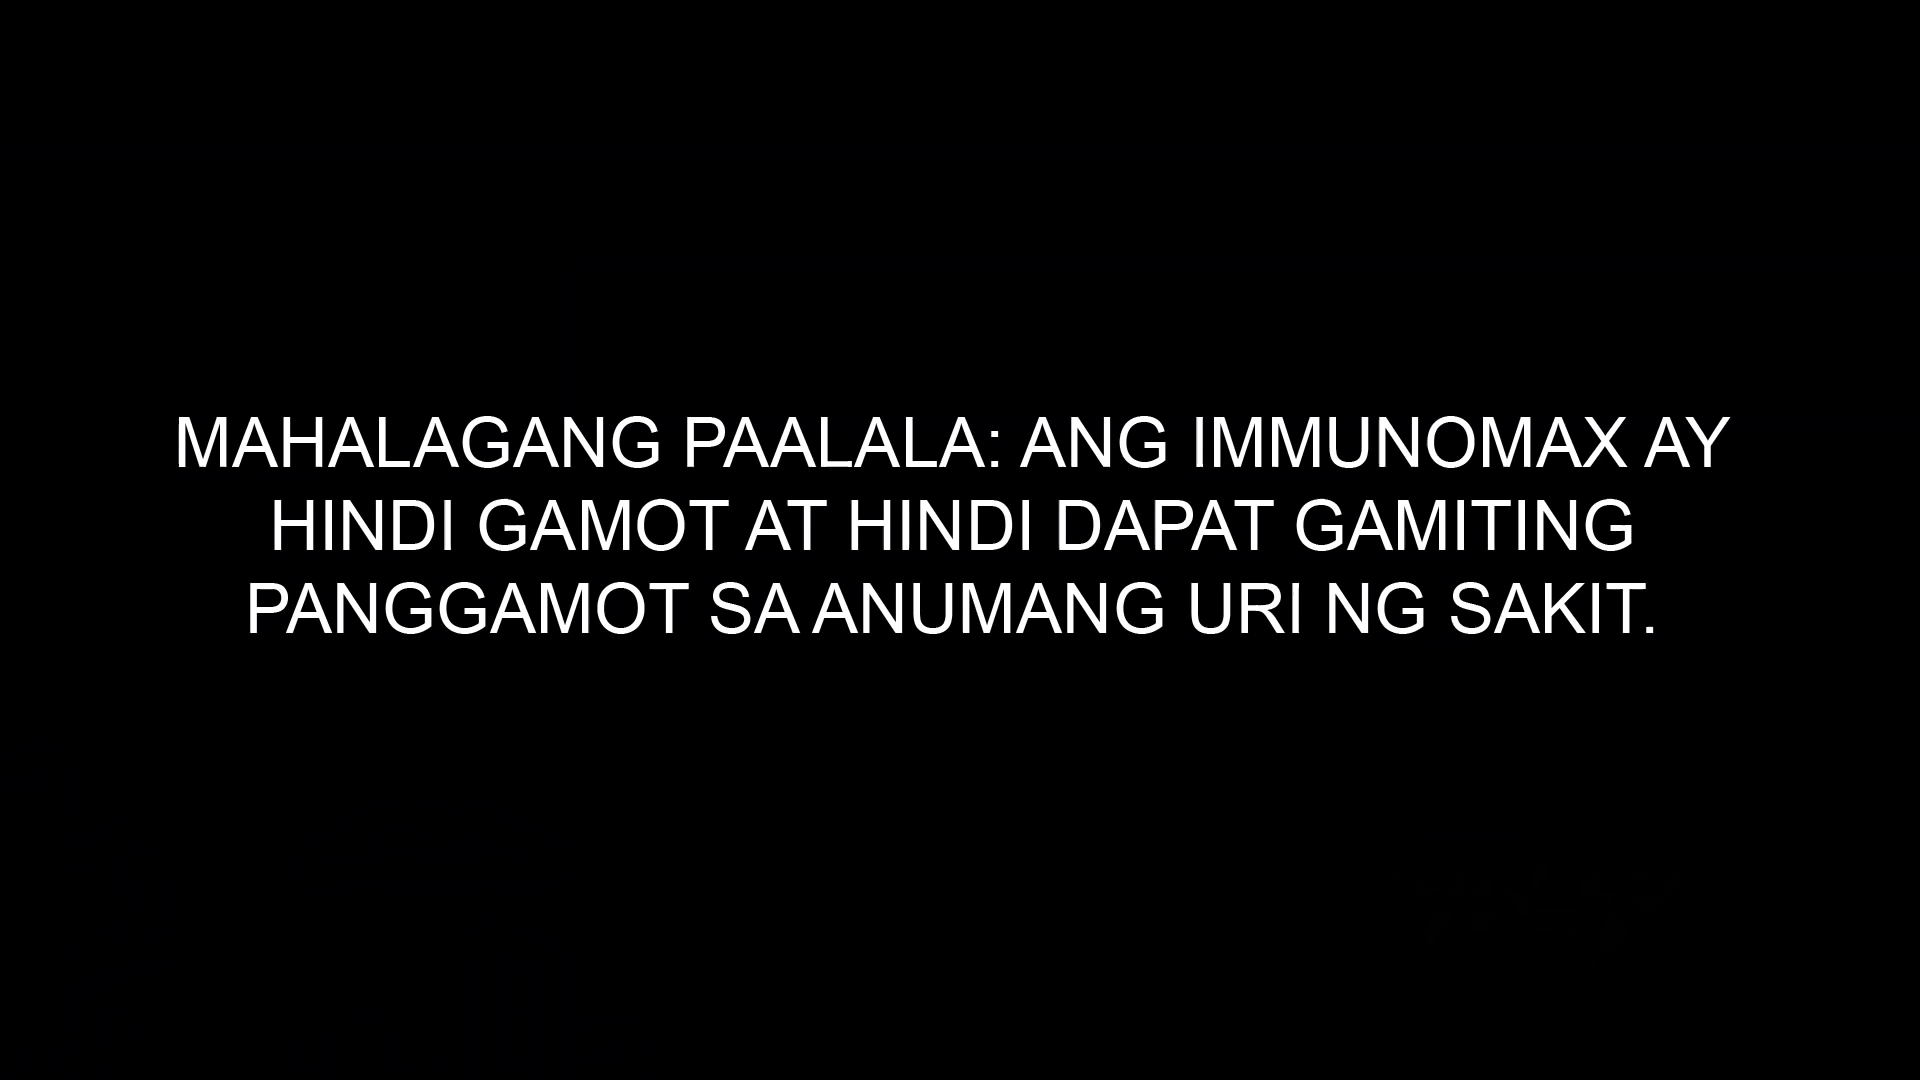 MAHALAGANG PAALALA: ANG IMMUNOMAX AY
HINDI GAMOT AT HINDI DAPAT GAMITING
PANGGAMOT SA ANUMANG URI NG SAKIT.